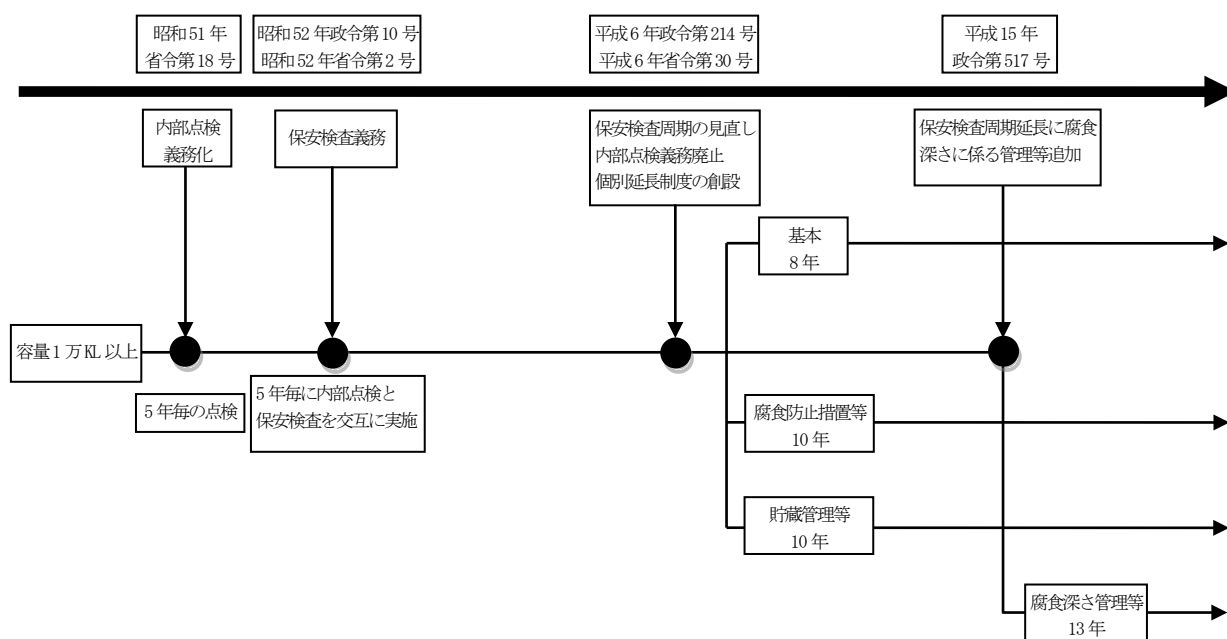 昭和51年
省令第18号
昭和52年政令第10号
昭和52年省令第2号
平成6年政令第214号
平成6年省令第30号
平成15年
政令第517号
内部点検
義務化
保安検査義務
保安検査周期の見直し
内部点検義務廃止
個別延長制度の創設
保安検査周期延長に腐食
深さに係る管理等追加
基本
8年
容量1万KL以上
5年毎の点検
5年毎に内部点検と
保安検査を交互に実施
腐食防止措置等
10年
貯蔵管理等
10年
腐食深さ管理等
13年